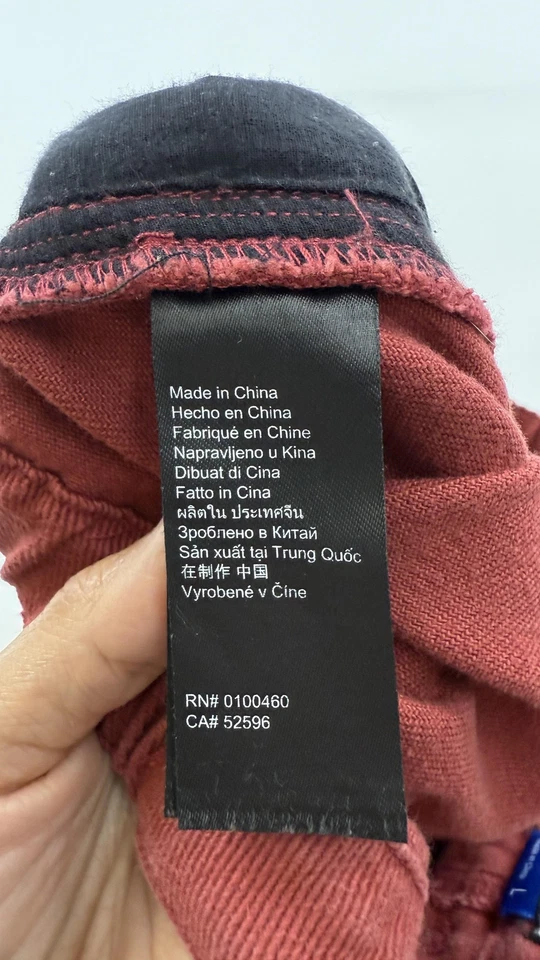 Made in China
Hecho en China
Fabriqué en Chine
Napravljeno u Kina
Dibuat di Cina
Fatto in Cina
ผลิตใน ประเทศจีน
Зроблено в Китай
Sản xuất tại Trung Quốc
在制作 中国
Vyrobené v Číne
RN# 0100460
CA# 52596
L